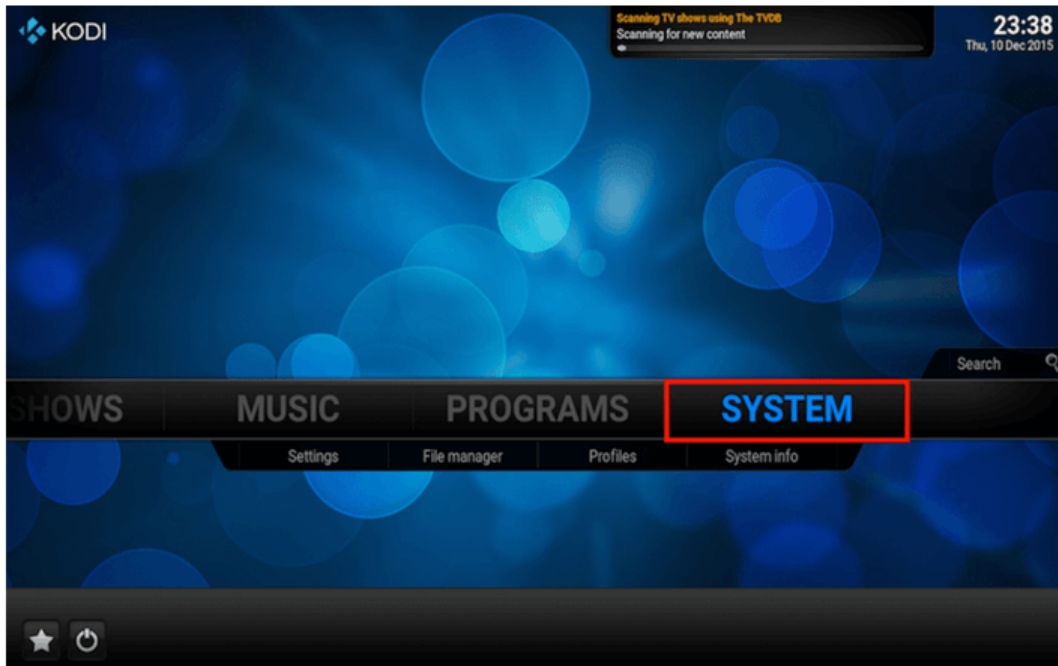 KODI
Scanning TV shows using The TVDB
Scanning for new content
23:38
Thu, 10 Dec 2015
Search
SHOWS MUSIC PROGRAMS SYSTEM
Settings File manager Profiles System info